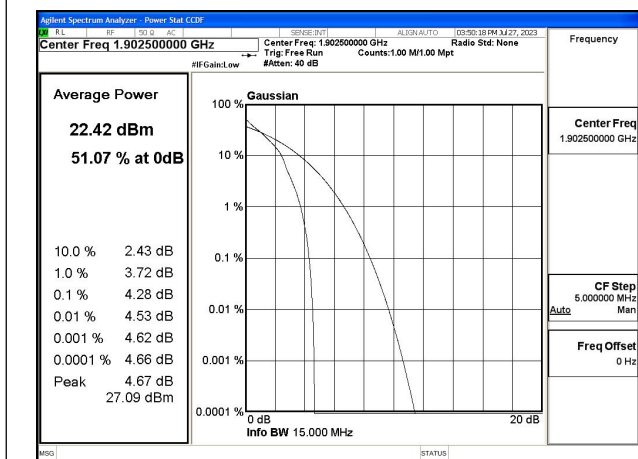 Agilent Spectrum Analyzer - Power Stat CCDF
RL RF 50 Ω AC SENSE:INT ALIGN AUTO 03:50:18 PM Jul 27, 2023
Center Freq 1.902500000 GHz
Center Freq: 1.902500000 GHz Radio Std: None
Trig: Free Run Counts:1.00 M/1.00 Mpt
#IFGain:Low #Atten: 40 dB
Frequency
Average Power
22.42 dBm
51.07 % at 0dB
10.0 % 2.43 dB
1.0 % 3.72 dB
0.1 % 4.28 dB
0.01 % 4.53 dB
0.001 % 4.62 dB
0.0001 % 4.66 dB
Peak 4.67 dB
27.09 dBm
Gaussian
100 %
10 %
1 %
0.1 %
0.01 %
0.001 %
0.0001 %
0 dB 20 dB
Info BW 15.000 MHz
Center Freq
1.902500000 GHz
CF Step
5.000000 MHz
Auto Man
Freq Offset
0 Hz
MSG STATUS